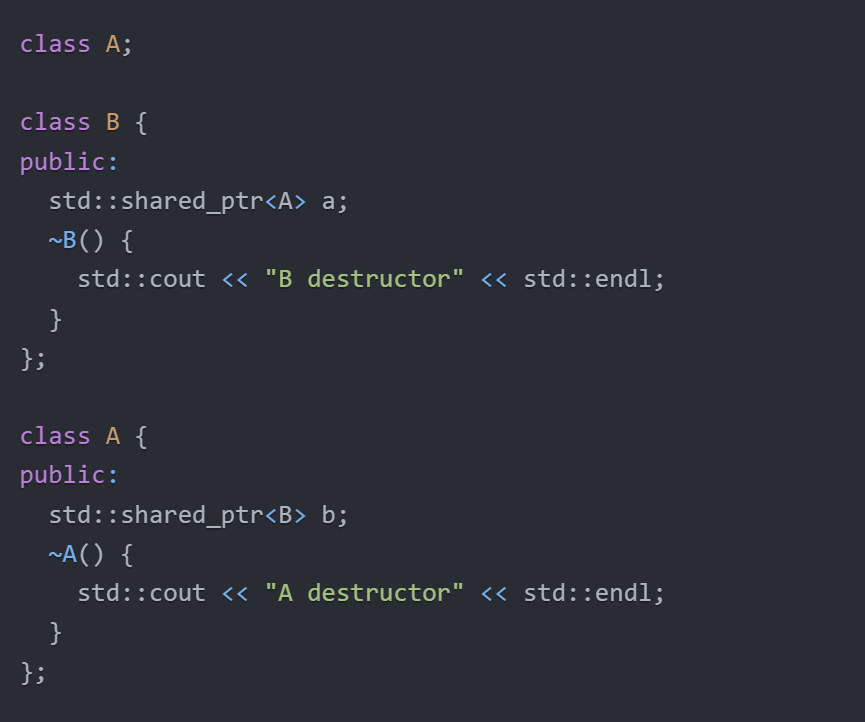 class A;
class B {
public:
  std::shared_ptr<A> a;
  ~B() {
    std::cout << "B destructor" << std::endl;
  }
};
class A {
public:
  std::shared_ptr<B> b;
  ~A() {
    std::cout << "A destructor" << std::endl;
  }
};